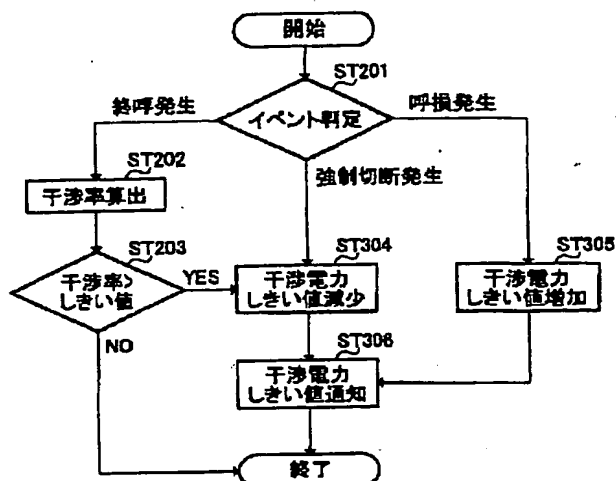 開始
ST201
イベント判定
終呼発生
呼損発生
強制切断発生
ST202
干渉率算出
ST203
干渉率>
しきい値
YES
NO
ST304
干渉電力
しきい値減少
ST305
干渉電力
しきい値増加
ST306
干渉電力
しきい値通知
終了